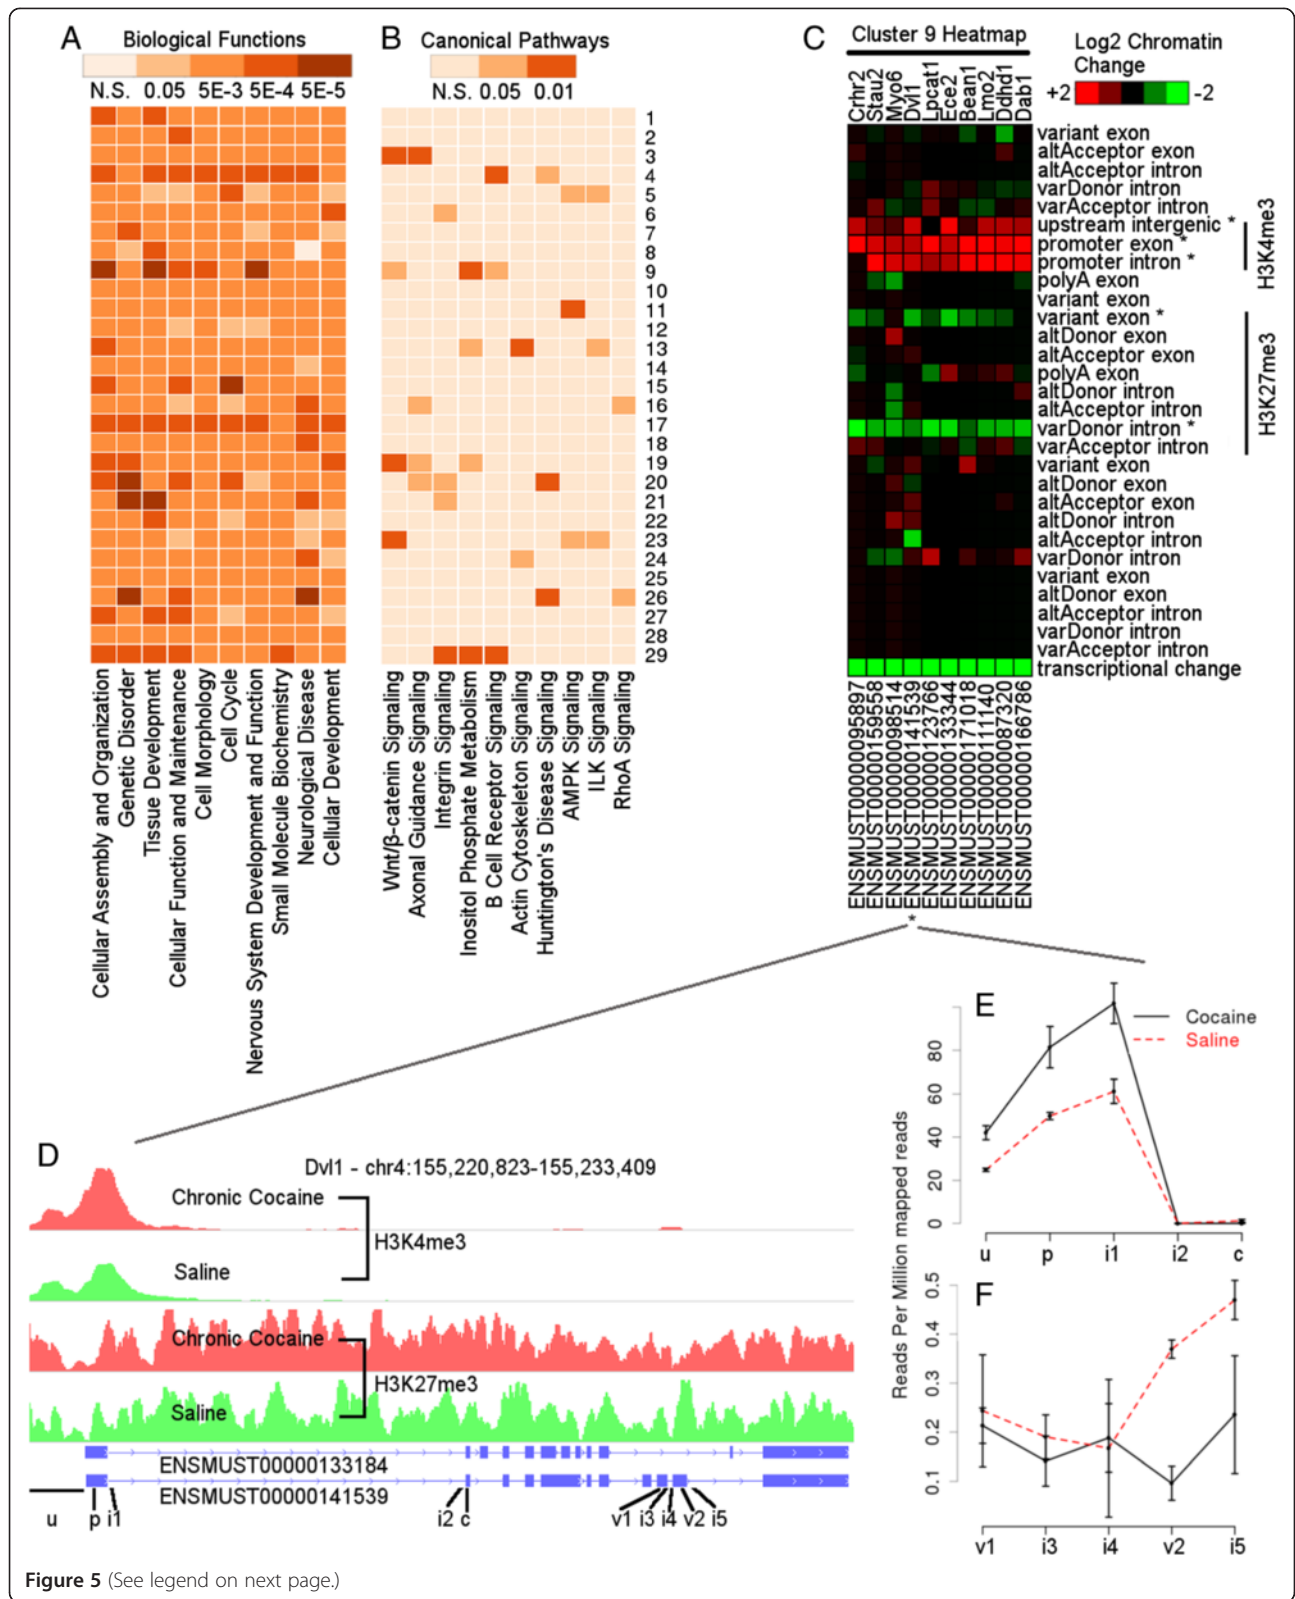 A
Biological Functions
N.S. 0.05 5E-3 5E-4 5E-5
B
Canonical Pathways
N.S. 0.05 0.01
1
2
3
4
5
6
7
8
9
10
11
12
13
14
15
16
17
18
19
20
21
22
23
24
25
26
27
28
29
Cellular Assembly and Organization
Genetic Disorder
Tissue Development
Cellular Function and Maintenance
Cell Morphology
Cell Cycle
Nervous System Development and Function
Small Molecule Biochemistry
Neurological Disease
Cellular Development
Wnt/β-catenin Signaling
Axonal Guidance Signaling
Integrin Signaling
Inositol Phosphate Metabolism
B Cell Receptor Signaling
Actin Cytoskeleton Signaling
Huntington's Disease Signaling
AMPK Signaling
ILK Signaling
RhoA Signaling
C
Cluster 9 Heatmap
Log2 Chromatin
Change
+2 -2
Crhr2
Stau2
Myo6
Dvl1
Lpcat1
Ece2
Bean1
Lmo2
Ddhd1
Dab1
variant exon
altAcceptor exon
altAcceptor intron
varDonor intron
varAcceptor intron
upstream intergenic *
promoter exon *
promoter intron *
polyA exon
variant exon
variant exon *
altDonor exon
altAcceptor exon
polyA exon
altDonor intron
altAcceptor intron
varDonor intron *
varAcceptor intron
variant exon
altDonor exon
altAcceptor exon
altDonor intron
altAcceptor intron
varDonor intron
variant exon
altDonor exon
altAcceptor intron
varDonor intron
varAcceptor intron
transcriptional change
H3K4me3
H3K27me3
ENSMUST00000095897
ENSMUST00000159558
ENSMUST00000098514
ENSMUST00000141539
ENSMUST00000123766
ENSMUST00000133344
ENSMUST00000171018
ENSMUST00000111140
ENSMUST00000087320
ENSMUST00000166786
*
D
Dvl1 - chr4:155,220,823-155,233,409
Chronic Cocaine
H3K4me3
Saline
Chronic Cocaine
H3K27me3
Saline
ENSMUST00000133184
ENSMUST00000141539
u p i1 i2 c v1 i3 i4 v2 i5
E
Cocaine
Saline
80
60
40
20
0
u p i1 i2 c
Reads Per Million mapped reads
F
0.5
0.4
0.3
0.2
0.1
v1 i3 i4 v2 i5
Figure 5 (See legend on next page.)